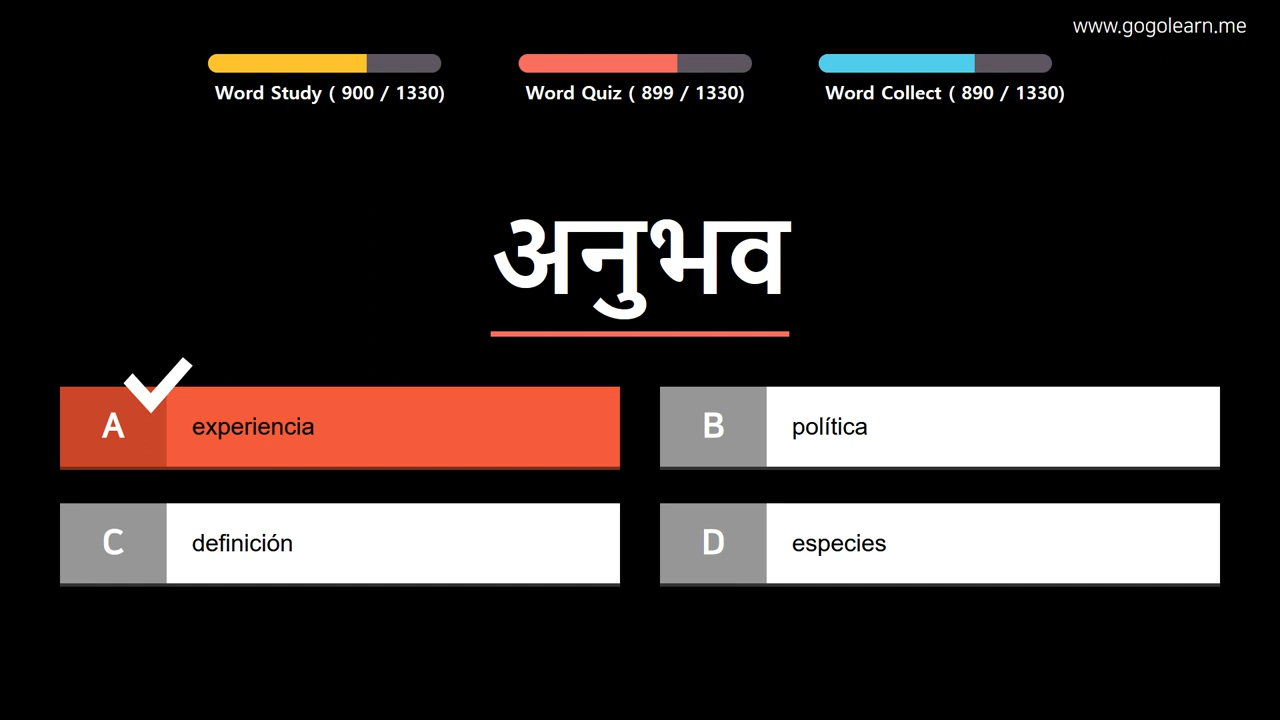 www.gogolearn.me
Word Study ( 900 / 1330)
Word Quiz ( 899 / 1330)
Word Collect ( 890 / 1330)
अनुभव
A experiencia
B política
C definición
D especies